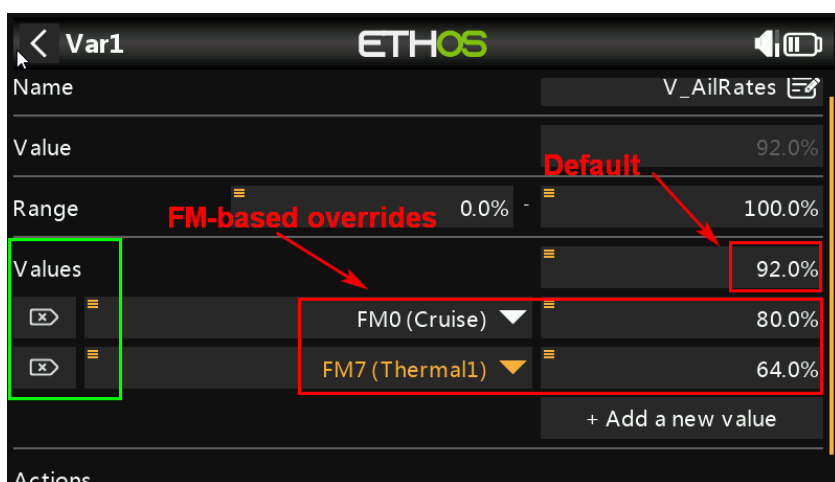 Var1 ETHOS
Name V_AilRates
Value 92.0%
Default
Range 0.0% - 100.0%
FM-based overrides
Values 92.0%
FM0 (Cruise) 80.0%
FM7 (Thermal1) 64.0%
+ Add a new value
Actions